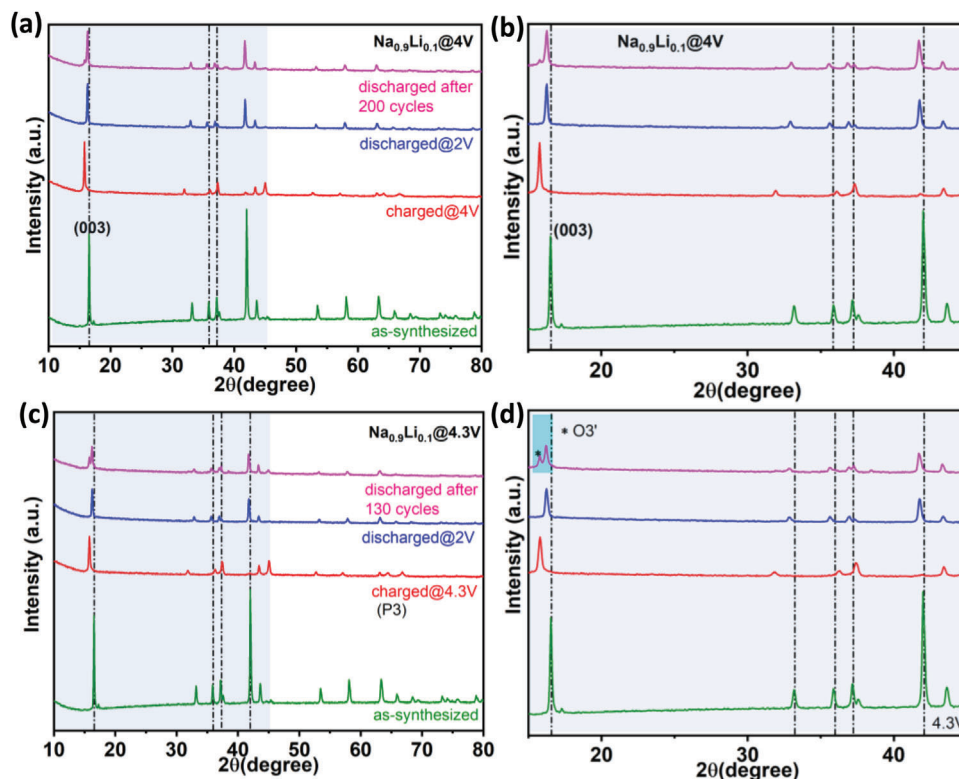 (a)
Na0.9Li0.1@4V
discharged after
200 cycles
discharged@2V
charged@4V
(003)
as-synthesized
Intensity (a.u.)
10 20 30 40 50 60 70 80
2θ(degree)
(b)
Na0.9Li0.1@4V
(003)
Intensity (a.u.)
20 30 40
2θ(degree)
(c)
Na0.9Li0.1@4.3V
discharged after
130 cycles
discharged@2V
charged@4.3V
(P3)
as-synthesized
Intensity (a.u.)
10 20 30 40 50 60 70 80
2θ(degree)
(d)
* O3'
*
4.3V
Intensity (a.u.)
20 30 40
2θ(degree)